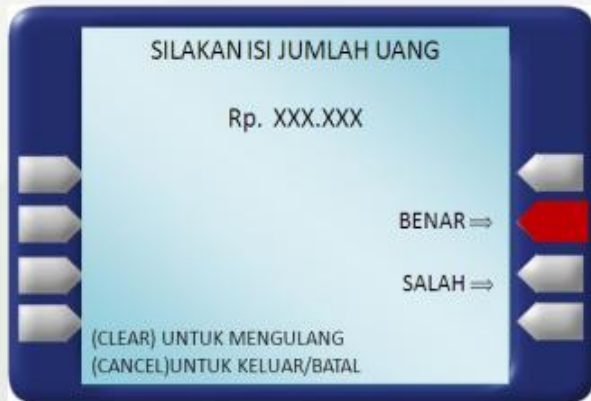 SILAKAN ISI JUMLAH UANG
Rp. XXX.XXX
BENAR ⇒
SALAH ⇒
(CLEAR) UNTUK MENGULANG
(CANCEL)UNTUK KELUAR/BATAL